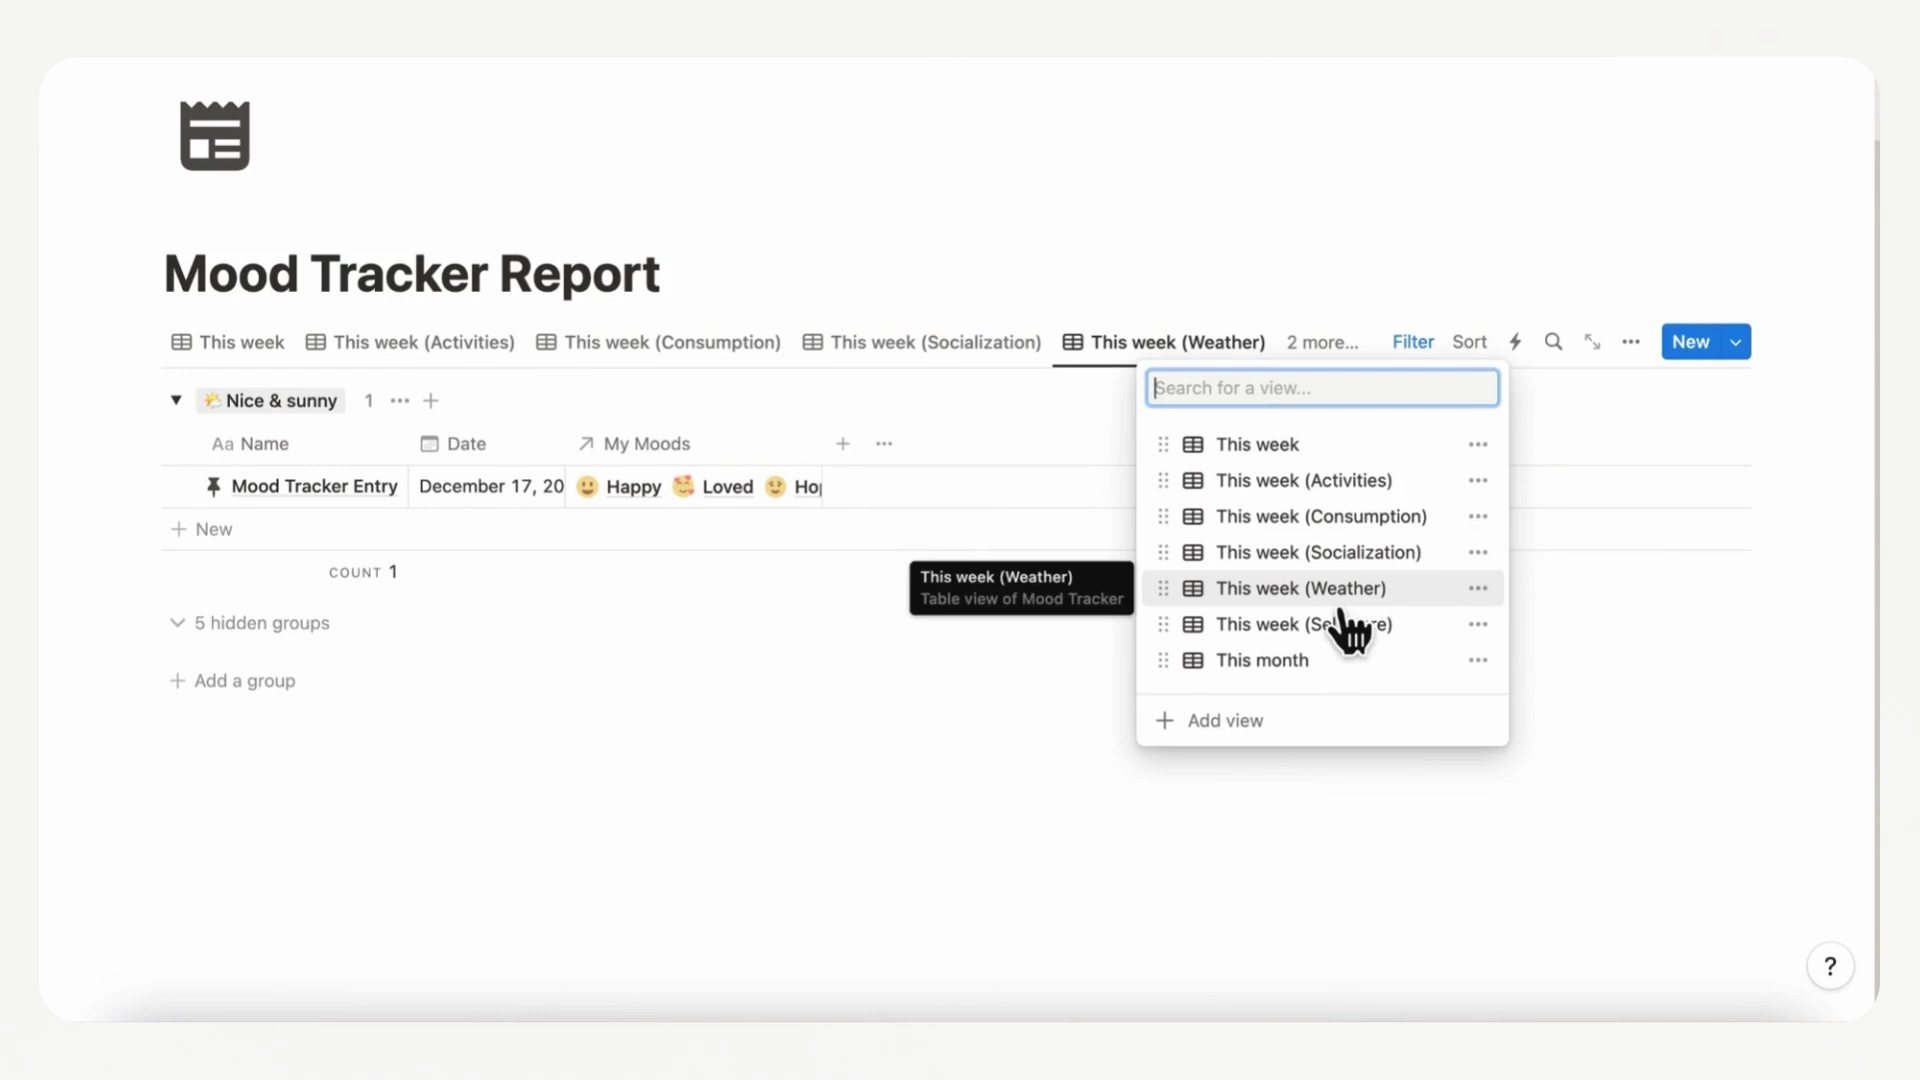 Mood Tracker Report
This week This week (Activities) This week (Consumption) This week (Socialization) This week (Weather) 2 more... Filter Sort New
Nice & sunny 1
Aa Name Date My Moods
Mood Tracker Entry December 17, 20 Happy Loved
New
COUNT 1
5 hidden groups
Add a group
Search for a view...
This week
This week (Activities)
This week (Consumption)
This week (Socialization)
This week (Weather)
This week
This month
Add view
This week (Weather)
Table view of Mood Tracker
?